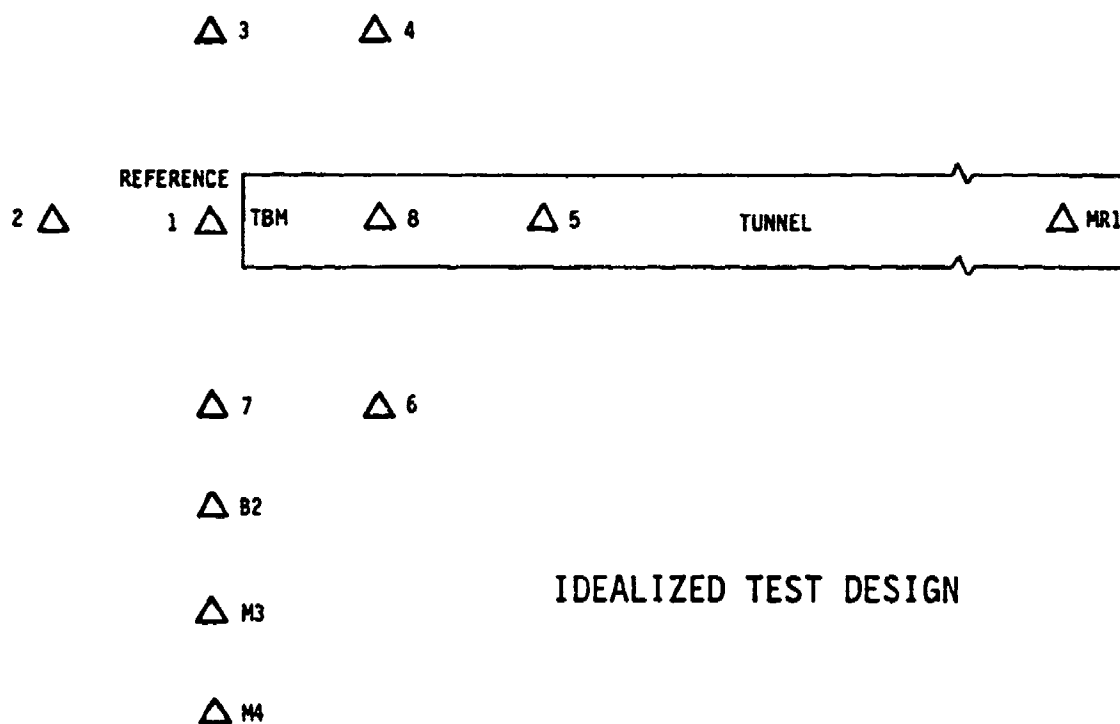 3 4
REFERENCE
2 1 TBM 8 5 TUNNEL MR1
7 6
B2
IDEALIZED TEST DESIGN
M3
M4